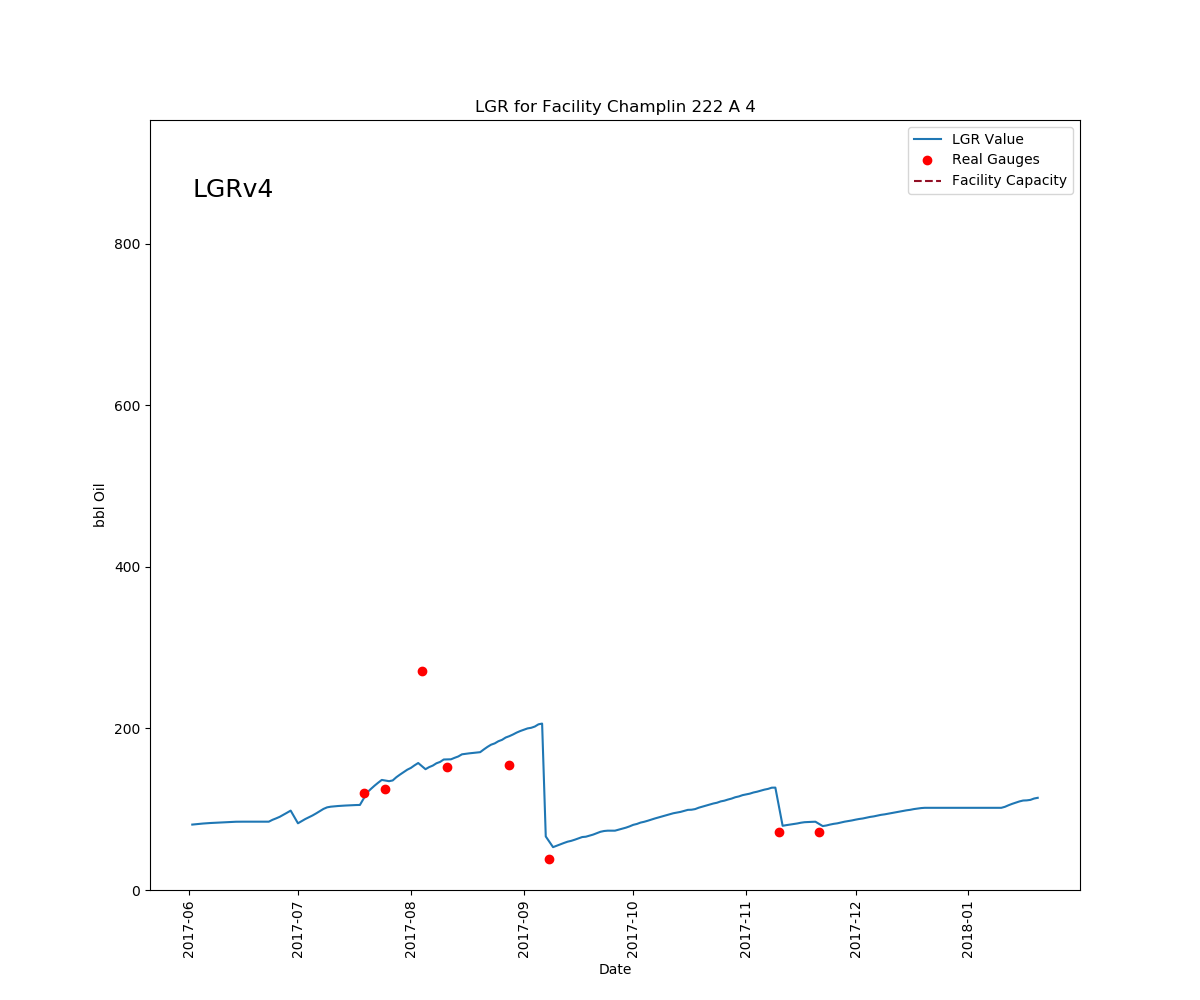 LGR for Facility Champlin 222 A 4
LGR Value
Real Gauges
Facility Capacity
LGRv4
800
600
400
200
0
bbl Oil
2017-06
2017-07
2017-08
2017-09
2017-10
2017-11
2017-12
2018-01
Date